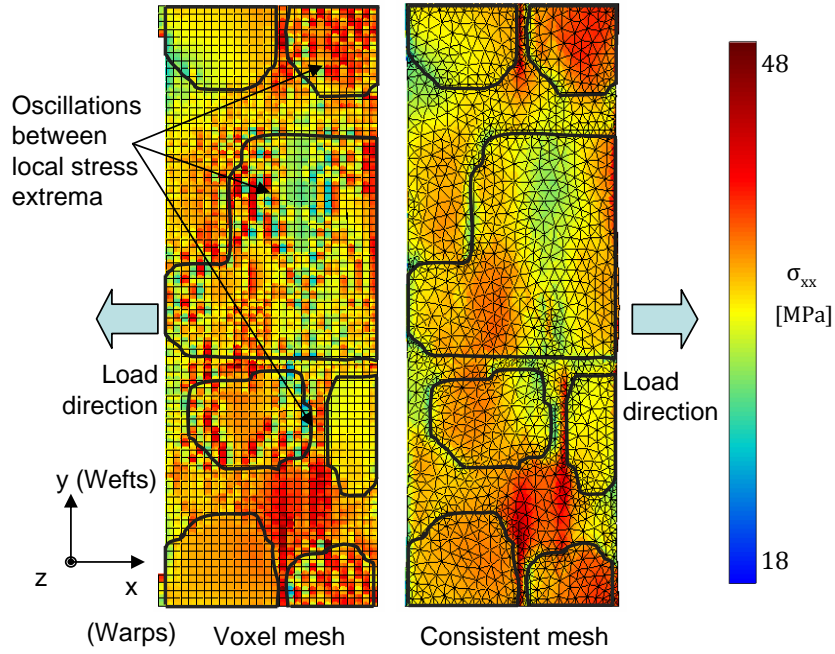 Oscillations
between
local stress
extrema
48
σxx
[MPa]
18
Load
direction
Load
direction
y (Wefts)
z
x
(Warps)
Voxel mesh
Consistent mesh